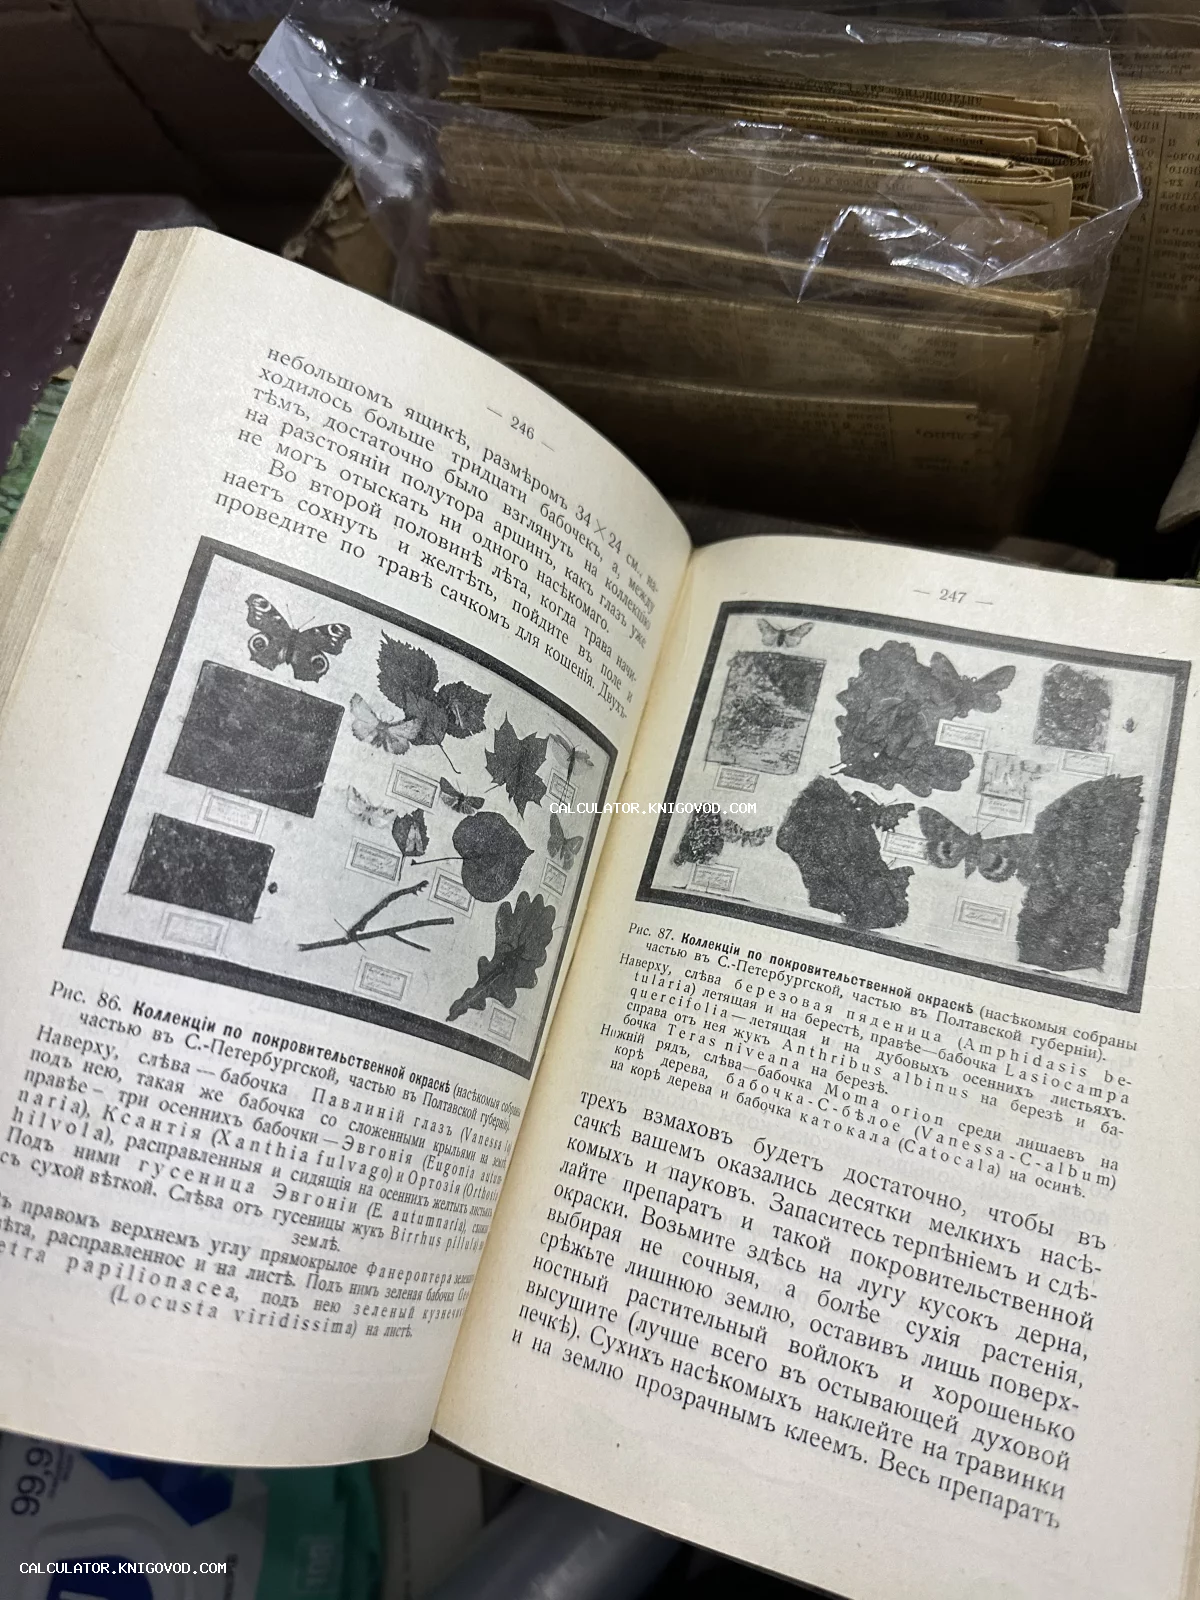 — 246 —
небольшомъ ящикѣ, размѣромъ 34 × 24 см., на-
ходилось больше тридцати бабочекъ, а, между
тѣмъ, достаточно было взглянуть на коллекцію
на разстояніи полутора аршинъ, какъ глазъ уже
не могъ отыскать ни одного насѣкомаго.
Во второй половинѣ лѣта, когда трава начи-
наетъ сохнуть и желтѣть, пойдите въ поле и
проведите по травѣ сачкомъ для кошенія. Двухъ-
Рис. 86. Коллекціи по покровительственной окраскѣ (насѣкомыя собраны
частью въ С.-Петербургской, частью въ Полтавской губерніи).
Наверху, слѣва — бабочка Павлиній глазъ (Vanessa io
подъ нею, такая же бабочка со сложенными крыльями на землѣ
правѣе – три осеннихъ бабочки — Эвгонія (Eugonia autum-
naria), Ксантія (Xanthia fulvago) и Ортозія (Orthosia
hilvola), расправленныя и сидящія на осеннихъ желтыхъ листьяхъ.
Подъ ними гусеница Эвгоніи (E. autumnaria),
съ сухой вѣткой. Слѣва отъ гусеницы жукъ Birrhus pillula на
землѣ.
Въ правомъ верхнемъ углу прямокрылое Фанероптера
цвѣта, расправленнос и на листѣ. Подъ нимъ зеленая бабочка
etra papilionacea, подъ нею зеленый кузнечикъ
(Locusta viridissima) на листѣ.
— 247 —
Рис. 87. Коллекціи по покровительственной окраскѣ (насѣкомыя собраны
частью въ С.-Петербургской, частью въ Полтавской губерніи).
Наверху, слѣва березовая пяденица (Amphidasis be-
tularia) летящая и на берестѣ, правѣе—бабочка Lasiocampa
quercifolia — летящая и на дубовыхъ осеннихъ листьяхъ,
справа отъ нея жукъ Anthribus albinus на березѣ и ба-
бочка Teras niveana на березѣ.
Нижній рядъ, слѣва—бабочка Moma orion среди лишаевъ на
корѣ дерева, бабочка-С-бѣлое (Vanessa-C-album)
на корѣ дерева и бабочка катокала (Catocala) на осинѣ.
трехъ взмаховъ будетъ достаточно, чтобы въ
сачкѣ вашемъ оказались десятки мелкихъ насѣ-
комыхъ и пауковъ. Запаситесь терпѣніемъ и сдѣ-
лайте препаратъ и такой покровительственной
окраски. Возьмите здѣсь на лугу кусокъ дерна,
выбирая не сочныя, а болѣе сухія растенія,
срѣжьте лишнюю землю, оставивъ лишь поверх-
ностный растительный войлокъ и хорошенько
высушите (лучше всего въ остывающей духовой
печкѣ). Сухихъ насѣкомыхъ наклейте на травинки
и на землю прозрачнымъ клеемъ. Весь препаратъ
99,9
CALCULATOR.KNIGOVOD.COM
CALCULATOR.KNIGOVOD.COM